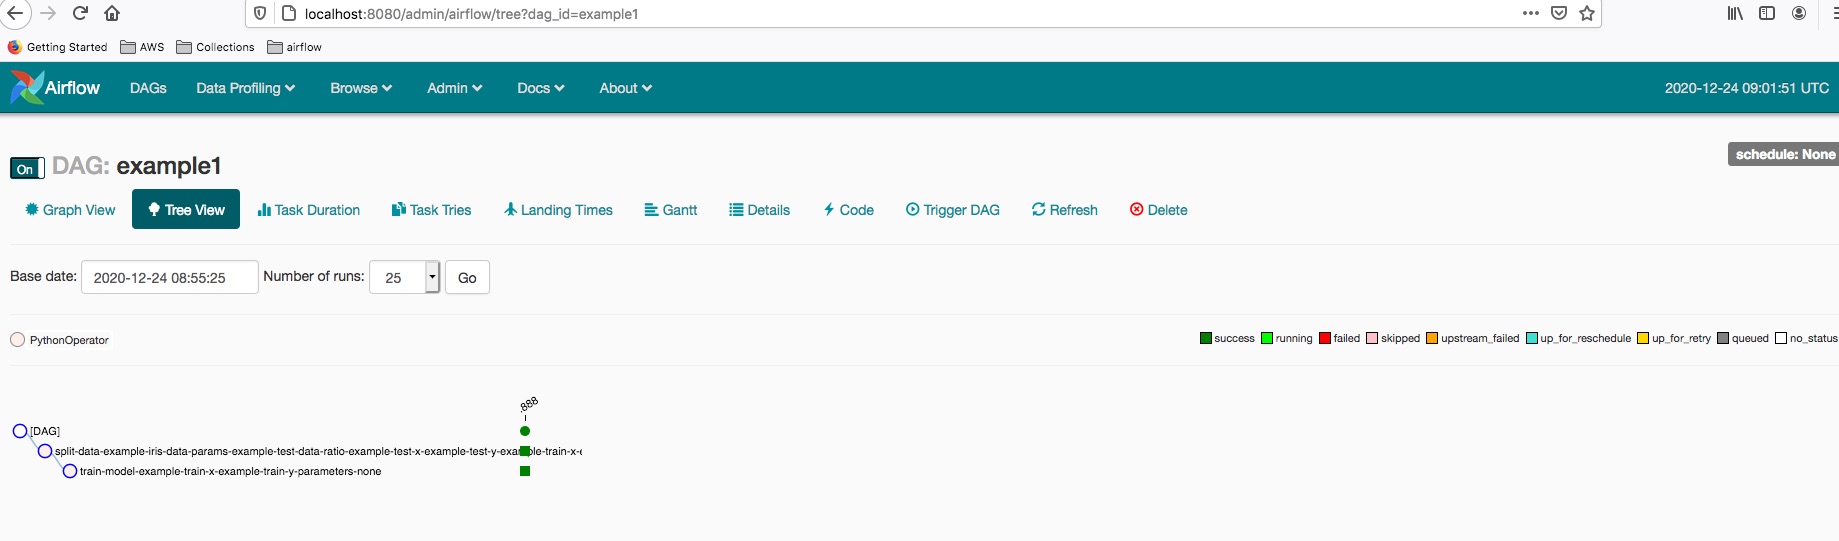 localhost:8080/admin/airflow/tree?dag_id=example1
Getting Started AWS Collections airflow
Airflow DAGs Data Profiling Browse Admin Docs About 2020-12-24 09:01:51 UTC
On DAG: example1 schedule: None
Graph View Tree View Task Duration Task Tries Landing Times Gantt Details Code Trigger DAG Refresh Delete
Base date: 2020-12-24 08:55:25 Number of runs: 25 Go
PythonOperator success running failed skipped upstream_failed up_for_reschedule up_for_retry queued no_status
.888
[DAG]
split-data-example-iris-data-params-example-test-data-ratio-example-test-x-example-test-y-example-train-x-e
train-model-example-train-x-example-train-y-parameters-none